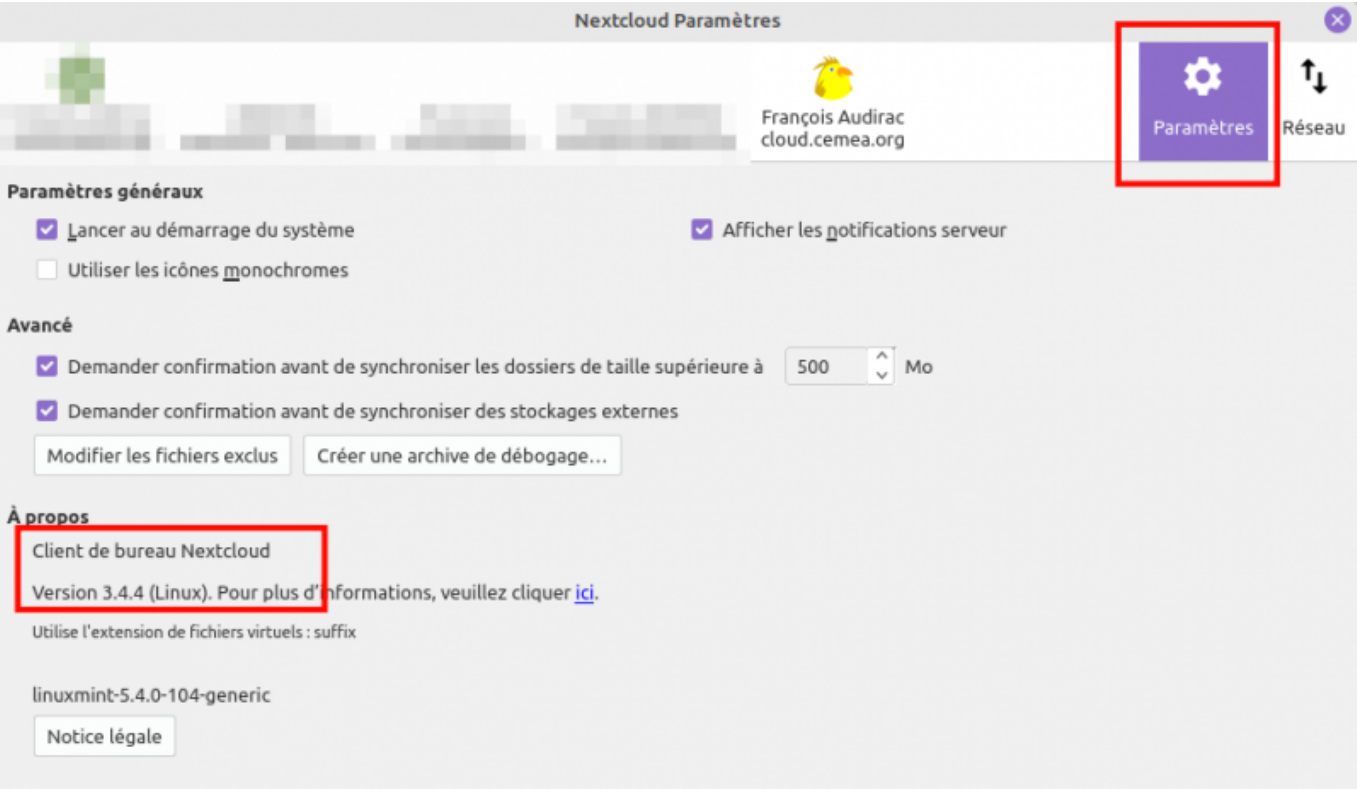 Nextcloud Paramètres
François Audirac
cloud.cemea.org
Paramètres
Réseau
Paramètres généraux
Lancer au démarrage du système
Afficher les notifications serveur
Utiliser les icônes monochromes
Avancé
Demander confirmation avant de synchroniser les dossiers de taille supérieure à 500 Mo
Demander confirmation avant de synchroniser des stockages externes
Modifier les fichiers exclus
Créer une archive de débogage...
À propos
Client de bureau Nextcloud
Version 3.4.4 (Linux). Pour plus d'informations, veuillez cliquer ici.
Utilise l'extension de fichiers virtuels : suffix
linuxmint-5.4.0-104-generic
Notice légale